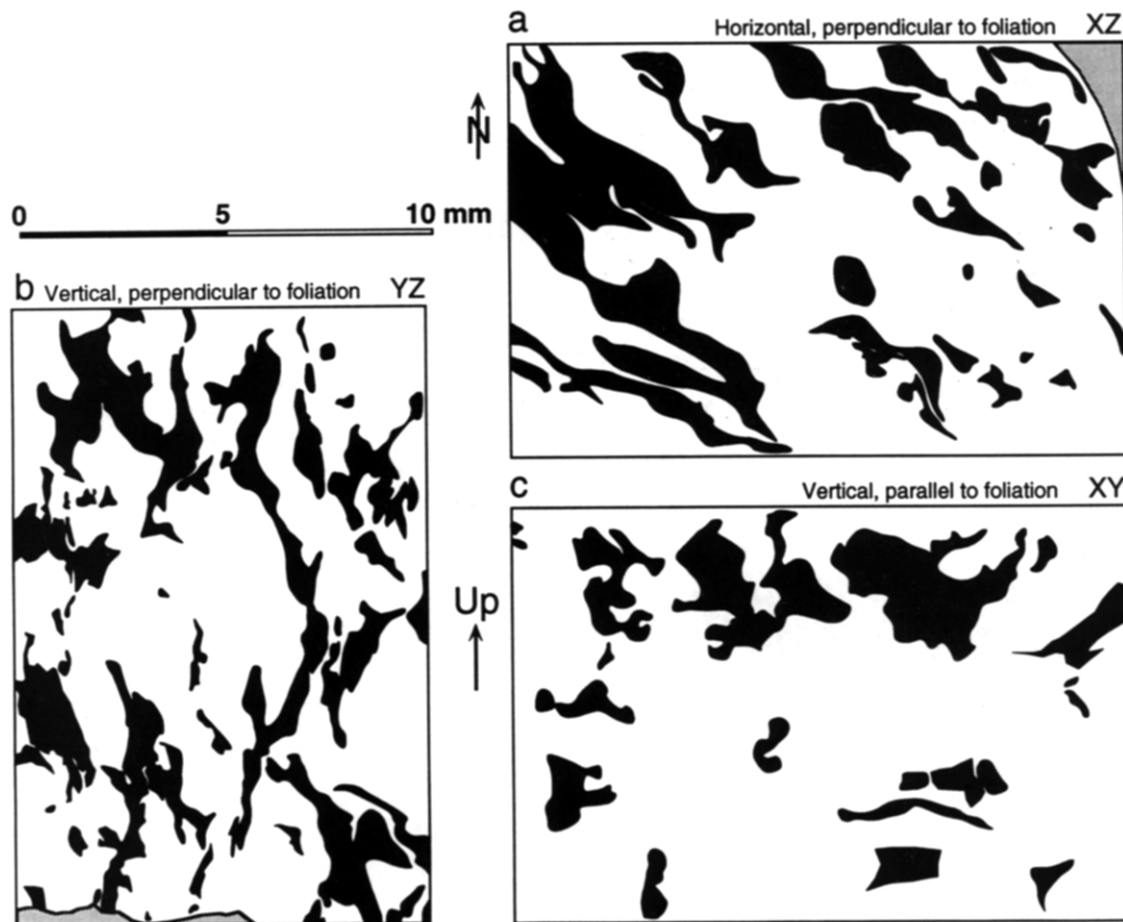 a Horizontal, perpendicular to foliation XZ
N
0 5 10 mm
b Vertical, perpendicular to foliation YZ
Up
c Vertical, parallel to foliation XY